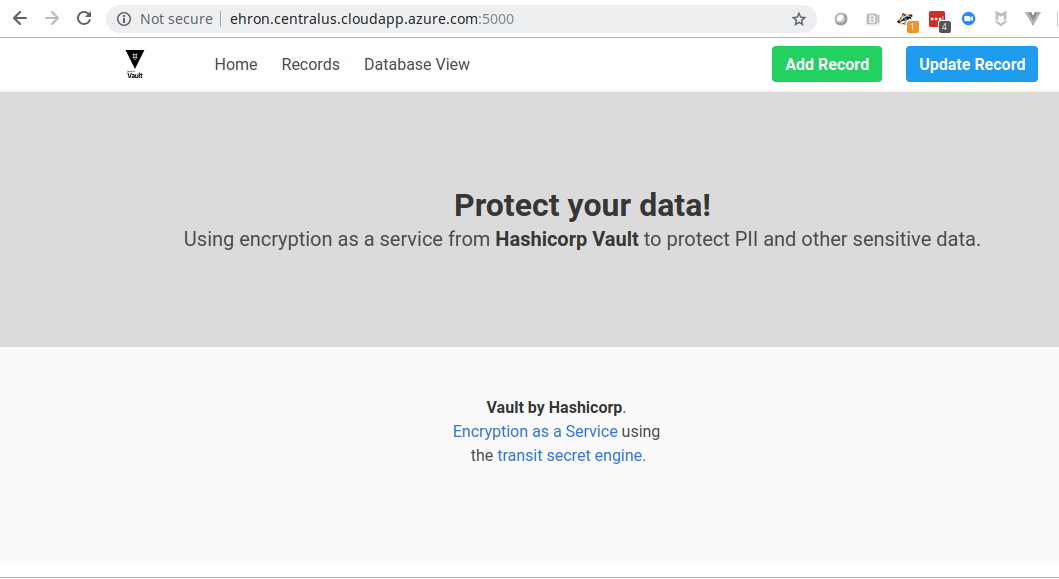 Not secure ehron.centralus.cloudapp.azure.com:5000
1
4
Vault
Home Records Database View Add Record Update Record
Protect your data!
Using encryption as a service from Hashicorp Vault to protect PII and other sensitive data.
Vault by Hashicorp.
Encryption as a Service using
the transit secret engine.